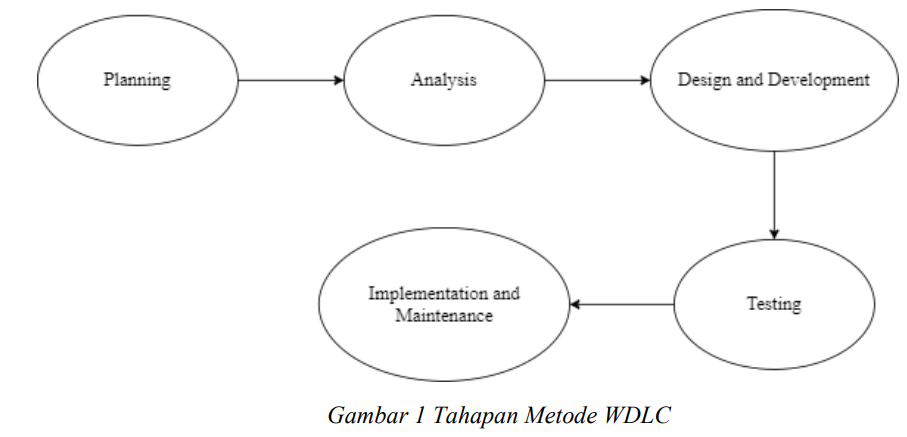 Planning
Analysis
Design and Development
Testing
Implementation and
Maintenance
Gambar 1 Tahapan Metode WDLC